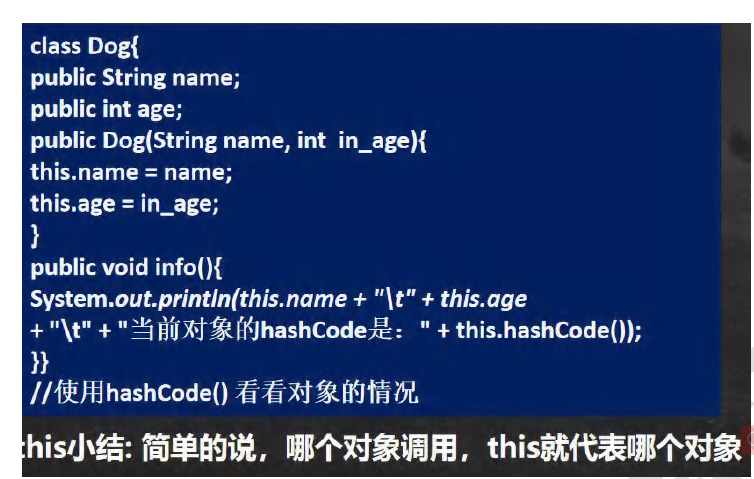 class Dog{
public String name;
public int age;
public Dog(String name, int  in_age){
this.name = name;
this.age = in_age;
}
public void info(){
System.out.println(this.name + "\t" + this.age
+ "\t" + "当前对象的hashCode是：" + this.hashCode());
}}
//使用hashCode() 看看对象的情况
this小结: 简单的说，哪个对象调用，this就代表哪个对象